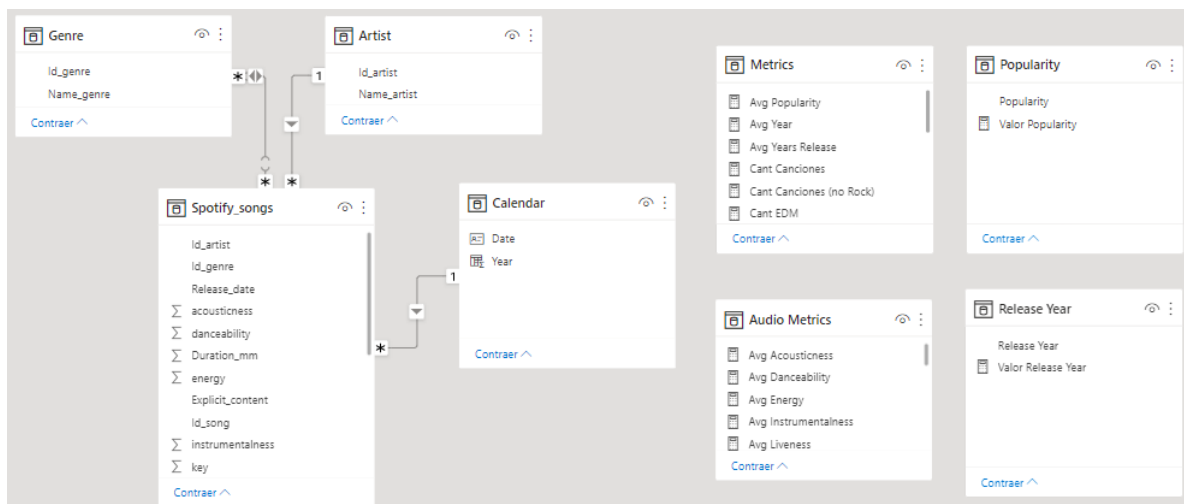 Genre
Id_genre
Name_genre
Contraer
Artist
Id_artist
Name_artist
Contraer
Metrics
Avg Popularity
Avg Year
Avg Years Release
Cant Canciones
Cant Canciones (no Rock)
Cant EDM
Contraer
Popularity
Popularity
Valor Popularity
Contraer
*
1
*
*
Spotify_songs
Id_artist
Id_genre
Release_date
acousticness
danceability
Duration_mm
energy
Explicit_content
Id_song
instrumentalness
key
Contraer
Calendar
Date
Year
Contraer
1
*
Audio Metrics
Avg Acousticness
Avg Danceability
Avg Energy
Avg Instrumentalness
Avg Liveness
Contraer
Release Year
Release Year
Valor Release Year
Contraer